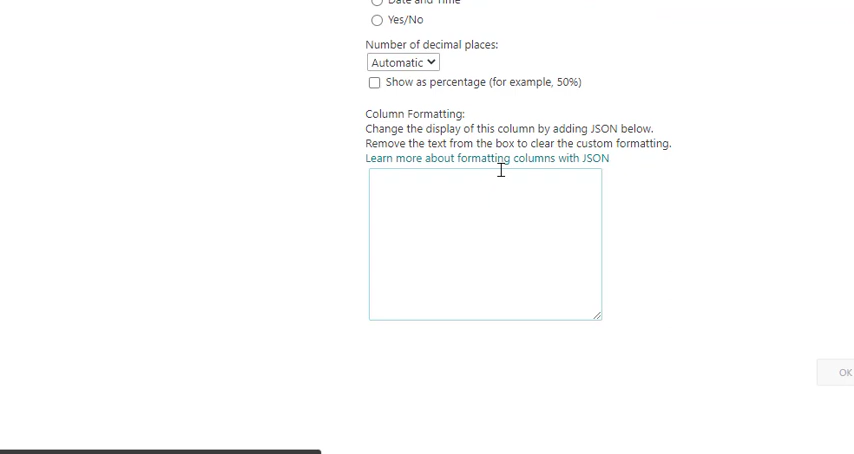 Date and Time
Yes/No
Number of decimal places:
Automatic
Show as percentage (for example, 50%)
Column Formatting:
Change the display of this column by adding JSON below.
Remove the text from the box to clear the custom formatting.
Learn more about formatting columns with JSON
OK